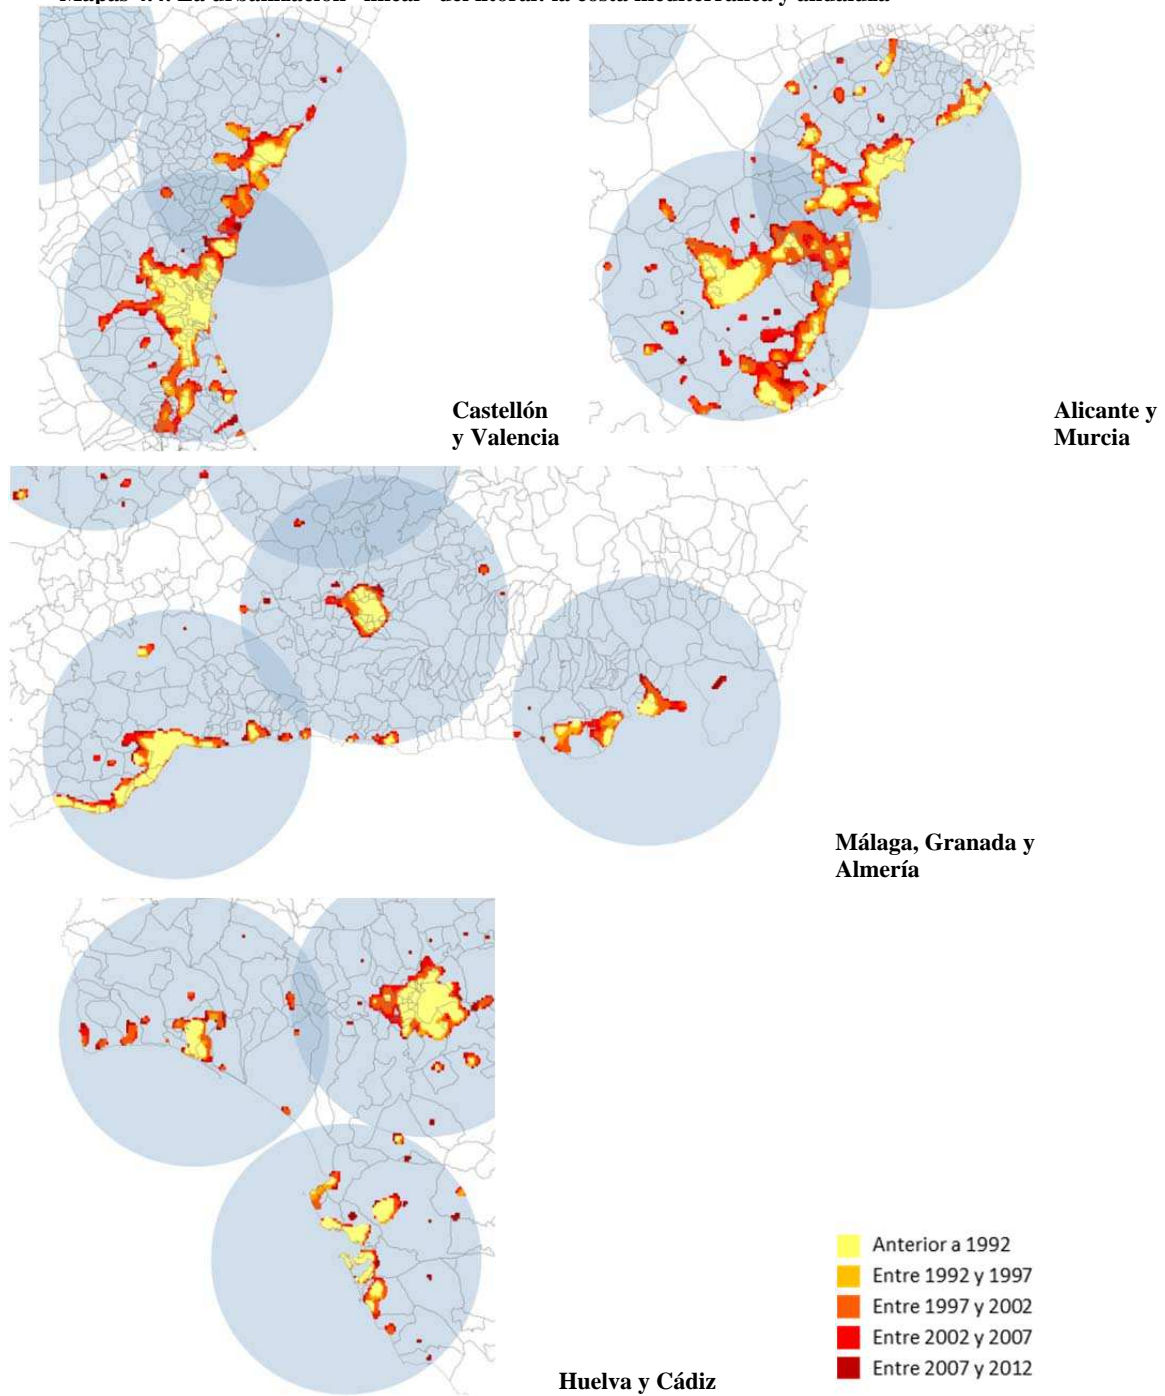 Castellón
y Valencia
Alicante y
Murcia
Málaga, Granada y
Almería
Huelva y Cádiz
Anterior a 1992
Entre 1992 y 1997
Entre 1997 y 2002
Entre 2002 y 2007
Entre 2007 y 2012